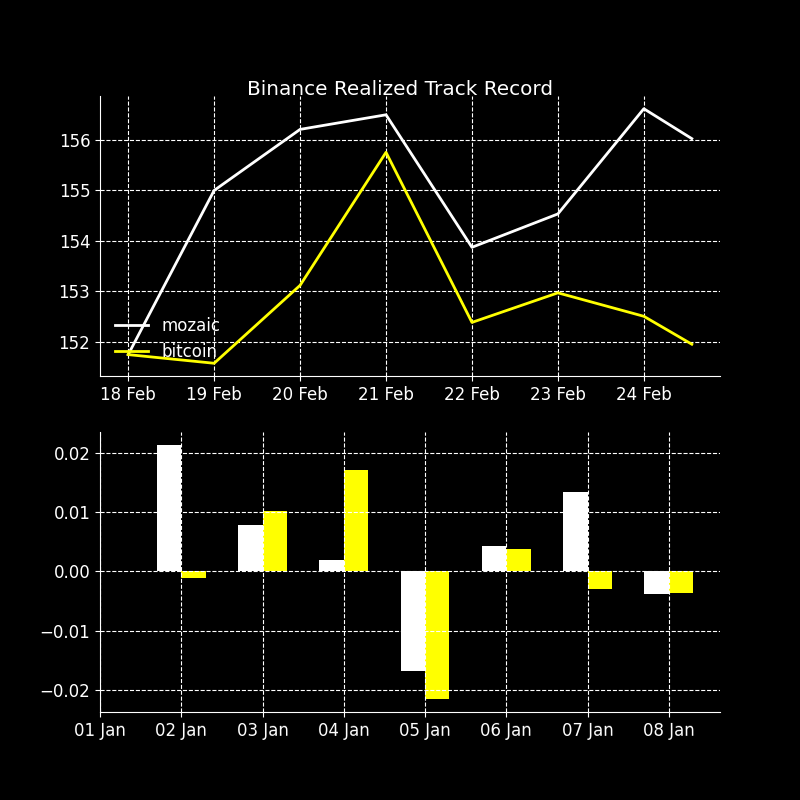 Binance Realized Track Record
156
155
154
153
152
mozaic
bitcoin
18 Feb 19 Feb 20 Feb 21 Feb 22 Feb 23 Feb 24 Feb
0.02
0.01
0.00
−0.01
−0.02
01 Jan 02 Jan 03 Jan 04 Jan 05 Jan 06 Jan 07 Jan 08 Jan